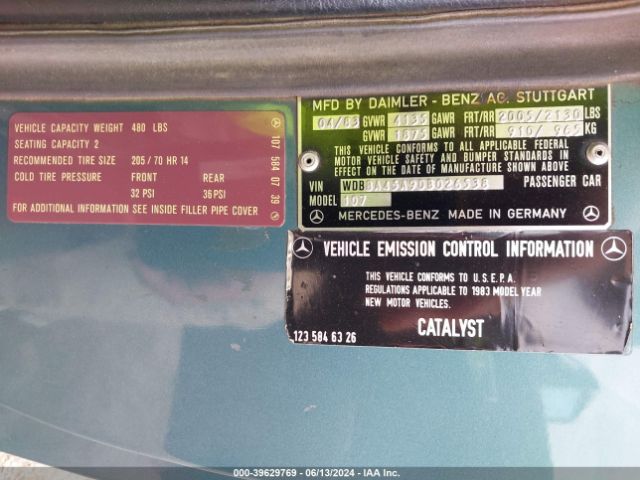 VEHICLE CAPACITY WEIGHT 480 LBS
SEATING CAPACITY 2
RECOMMENDED TIRE SIZE 205 / 70 HR 14
COLD TIRE PRESSURE FRONT REAR
32 PSI 36 PSI
FOR ADDITIONAL INFORMATION SEE INSIDE FILLER PIPE COVER
107 584 07 39
MFD BY DAIMLER - BENZ AG. STUTTGART
04/83 GVWR 4135 GAWR FRT/RR 2005/2130 LBS
GVWR 1875 GAWR FRT/RR 910/ 965 KG
THIS VEHICLE CONFORMS TO ALL APPLICABLE FEDERAL
MOTOR VEHICLE SAFETY AND BUMPER STANDARDS IN
EFFECT ON THE DATE OF MANUFACTURE SHOWN ABOVE
VIN PASSENGER CAR
MODEL 107
MERCEDES-BENZ MADE IN GERMANY
VEHICLE EMISSION CONTROL INFORMATION
THIS VEHICLE CONFORMS TO U.S.E.P.A.
REGULATIONS APPLICABLE TO 1983 MODEL YEAR
NEW MOTOR VEHICLES.
CATALYST
123 584 63 26
000-39629769 - 06/13/2024 - IAA Inc.